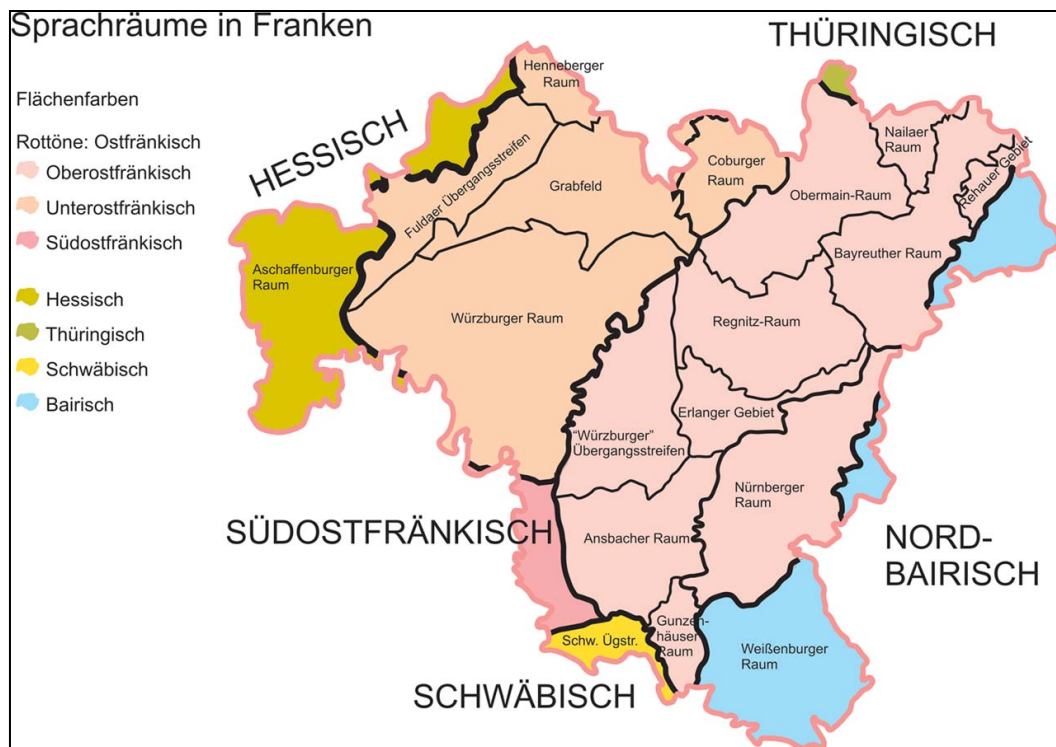 Sprachräume in Franken
THÜRINGISCH
Flächenfarben
Rottöne: Ostfränkisch
Oberostfränkisch
Unterostfränkisch
Südostfränkisch
Hessisch
Thüringisch
Schwäbisch
Bairisch
HESSISCH
Henneberger
Raum
Fuldaer Übergangsstreifen
Grabfeld
Coburger
Raum
Nailaer
Raum
Rehauer Gebiet
Obermain-Raum
Bayreuther Raum
Aschaffenburger
Raum
Würzburger Raum
Regnitz-Raum
Erlanger Gebiet
"Würzburger"
Übergangsstreifen
Nürnberger
Raum
SÜDOSTFRÄNKISCH
Ansbacher Raum
NORD-
BAIRISCH
Gunzen-
häuser
Raum
Schw. Ügstr.
Weißenburger
Raum
SCHWÄBISCH